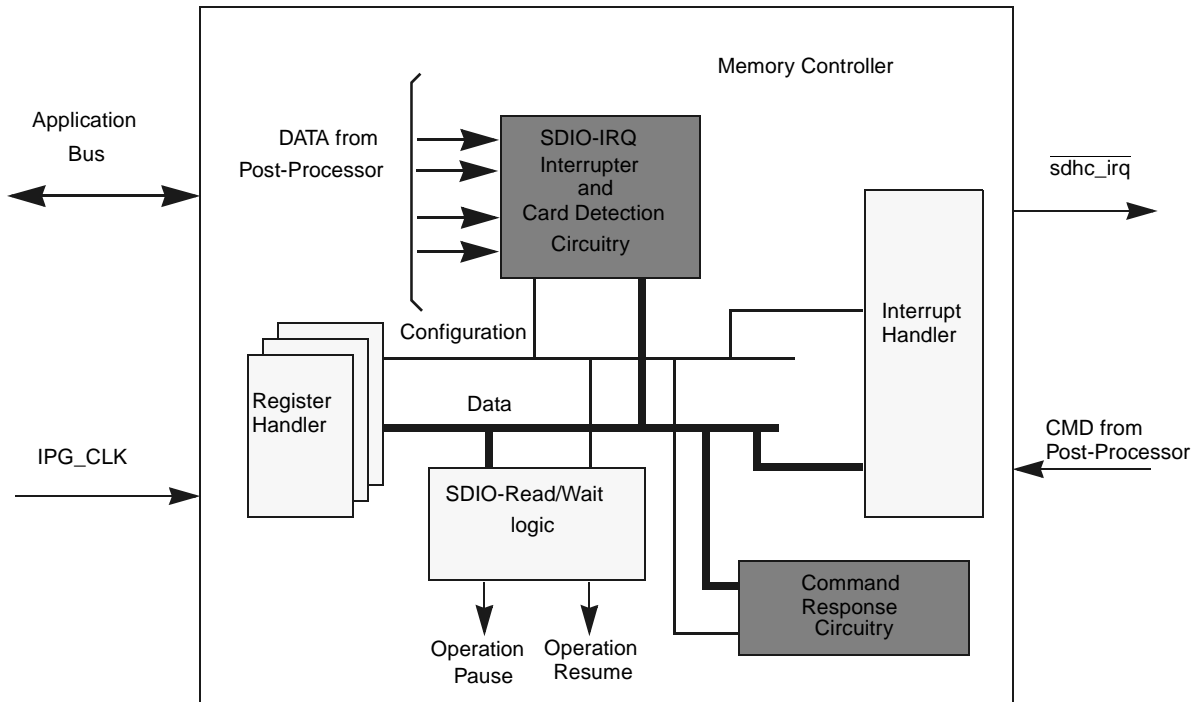 Memory Controller
Application
Bus
DATA from
Post-Processor
SDIO-IRQ
Interrupter
and
Card Detection
Circuitry
sdhc_irq
Configuration
Interrupt
Handler
Register
Handler
Data
IPG_CLK
CMD from
Post-Processor
SDIO-Read/Wait
logic
Command
Response
Circuitry
Operation
Pause
Operation
Resume